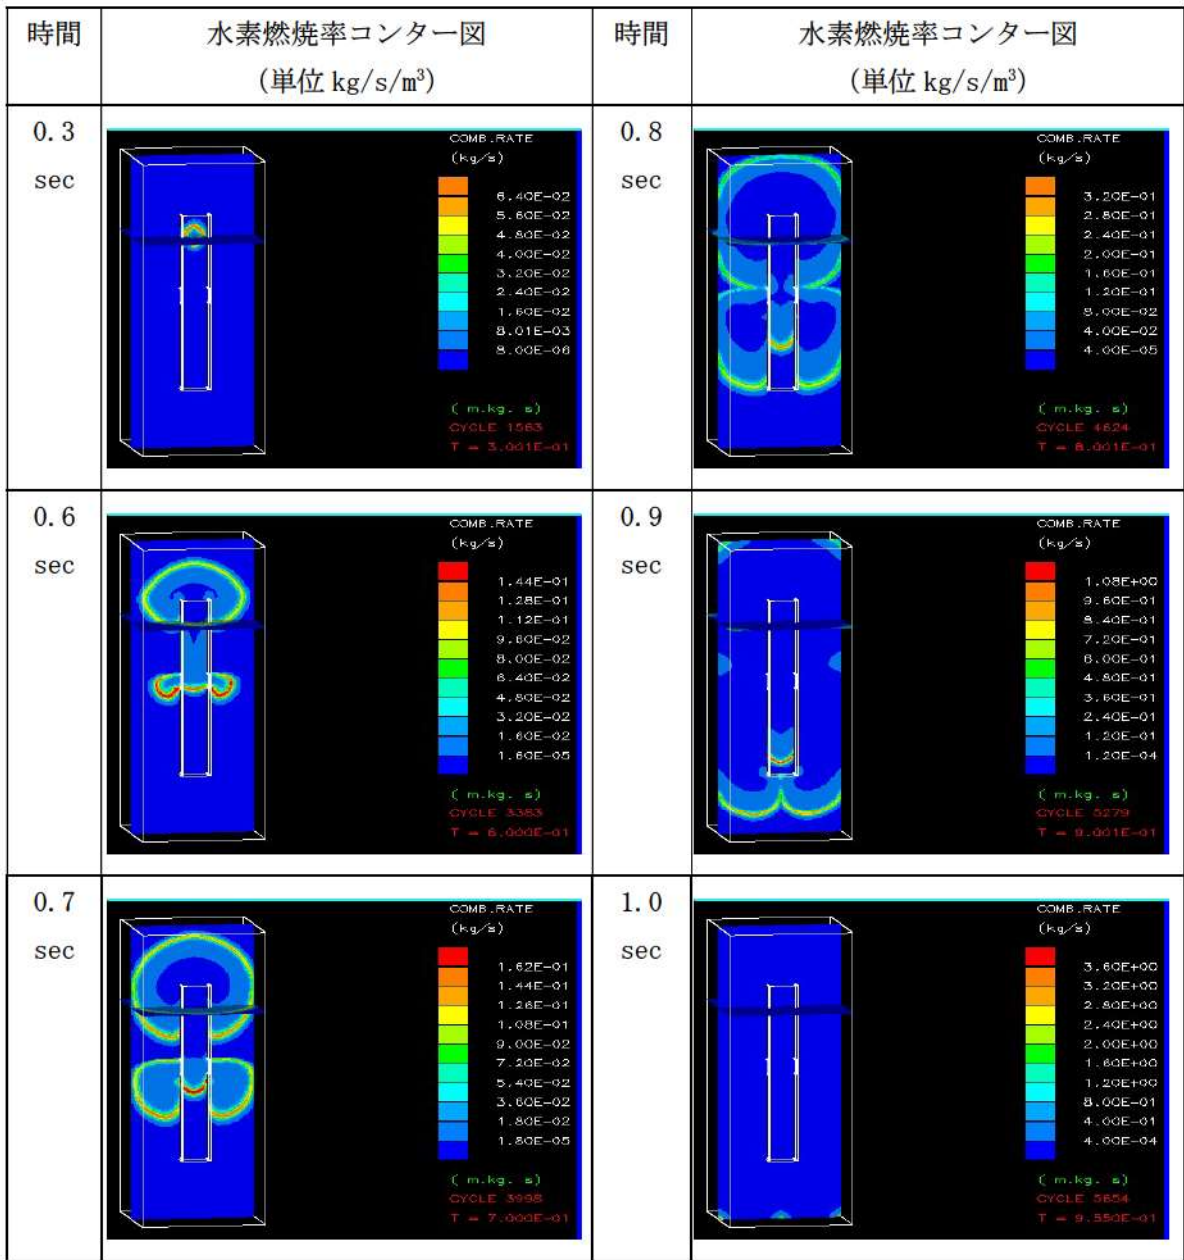 時間
水素燃焼率コンター図
(単位 kg/s/m³)
時間
水素燃焼率コンター図
(単位 kg/s/m³)
0.3
sec
COMB.RATE
(kg/s)
6.40E-02
5.60E-02
4.80E-02
4.00E-02
3.20E-02
2.40E-02
1.60E-02
8.01E-03
8.00E-06
( m.kg. s)
CYCLE 1563
T = 3.001E-01
0.8
sec
COMB.RATE
(kg/s)
3.20E-01
2.80E-01
2.40E-01
2.00E-01
1.60E-01
1.20E-01
8.00E-02
4.00E-02
4.00E-05
( m.kg. s)
CYCLE 4624
T = 8.001E-01
0.6
sec
COMB.RATE
(kg/s)
1.44E-01
1.28E-01
1.12E-01
9.60E-02
8.00E-02
6.40E-02
4.80E-02
3.20E-02
1.60E-02
1.60E-05
( m.kg. s)
CYCLE 3383
T = 6.000E-01
0.9
sec
COMB.RATE
(kg/s)
1.08E+00
9.60E-01
8.40E-01
7.20E-01
6.00E-01
4.80E-01
3.60E-01
2.40E-01
1.20E-01
1.20E-04
( m.kg. s)
CYCLE 5279
T = 9.001E-01
0.7
sec
COMB.RATE
(kg/s)
1.62E-01
1.44E-01
1.26E-01
1.08E-01
9.00E-02
7.20E-02
5.40E-02
3.60E-02
1.80E-02
1.80E-05
( m.kg. s)
CYCLE 3998
T = 7.000E-01
1.0
sec
COMB.RATE
(kg/s)
3.60E+00
3.20E+00
2.80E+00
2.40E+00
2.00E+00
1.60E+00
1.20E+00
8.00E-01
4.00E-01
4.00E-04
( m.kg. s)
CYCLE 5654
T = 9.550E-01